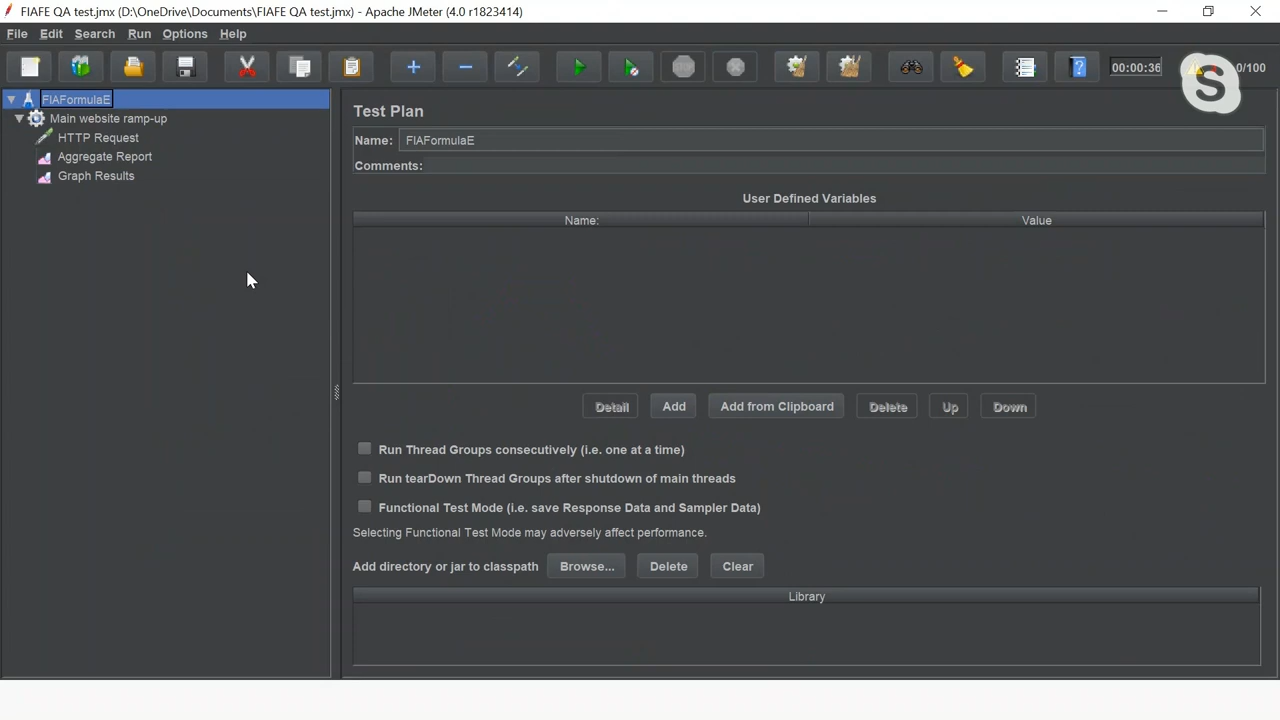 FIAFE QA test.jmx (D:\OneDrive\Documents\FIAFE QA test.jmx) - Apache JMeter (4.0 r1823414)
File Edit Search Run Options Help
00:00:36 0/100
FIAFormulaE
Main website ramp-up
HTTP Request
Aggregate Report
Graph Results
Test Plan
Name: FIAFormulaE
Comments:
User Defined Variables
Name: Value
Detail Add Add from Clipboard Delete Up Down
Run Thread Groups consecutively (i.e. one at a time)
Run tearDown Thread Groups after shutdown of main threads
Functional Test Mode (i.e. save Response Data and Sampler Data)
Selecting Functional Test Mode may adversely affect performance.
Add directory or jar to classpath Browse... Delete Clear
Library